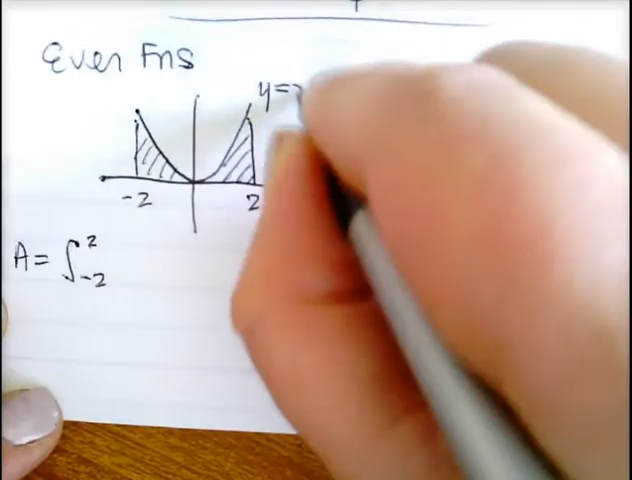 Even Fns
y=
-2 2
A= ∫ 2 -2